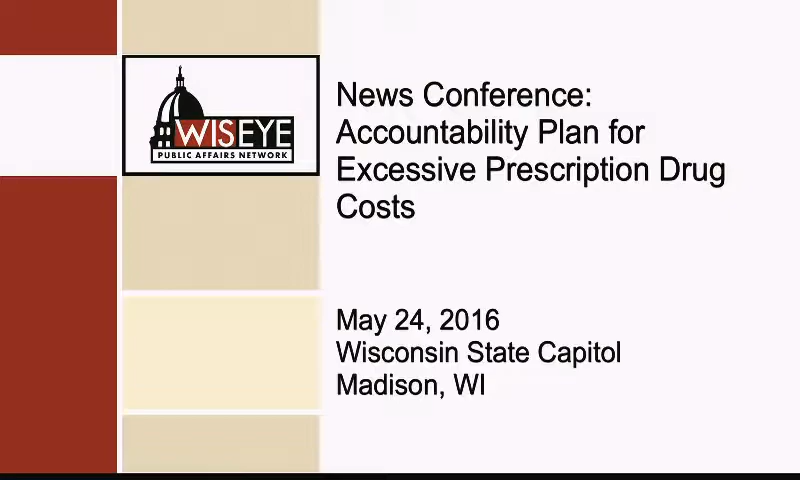 WISEYE
PUBLIC AFFAIRS NETWORK
News Conference:
Accountability Plan for
Excessive Prescription Drug
Costs
May 24, 2016
Wisconsin State Capitol
Madison, WI